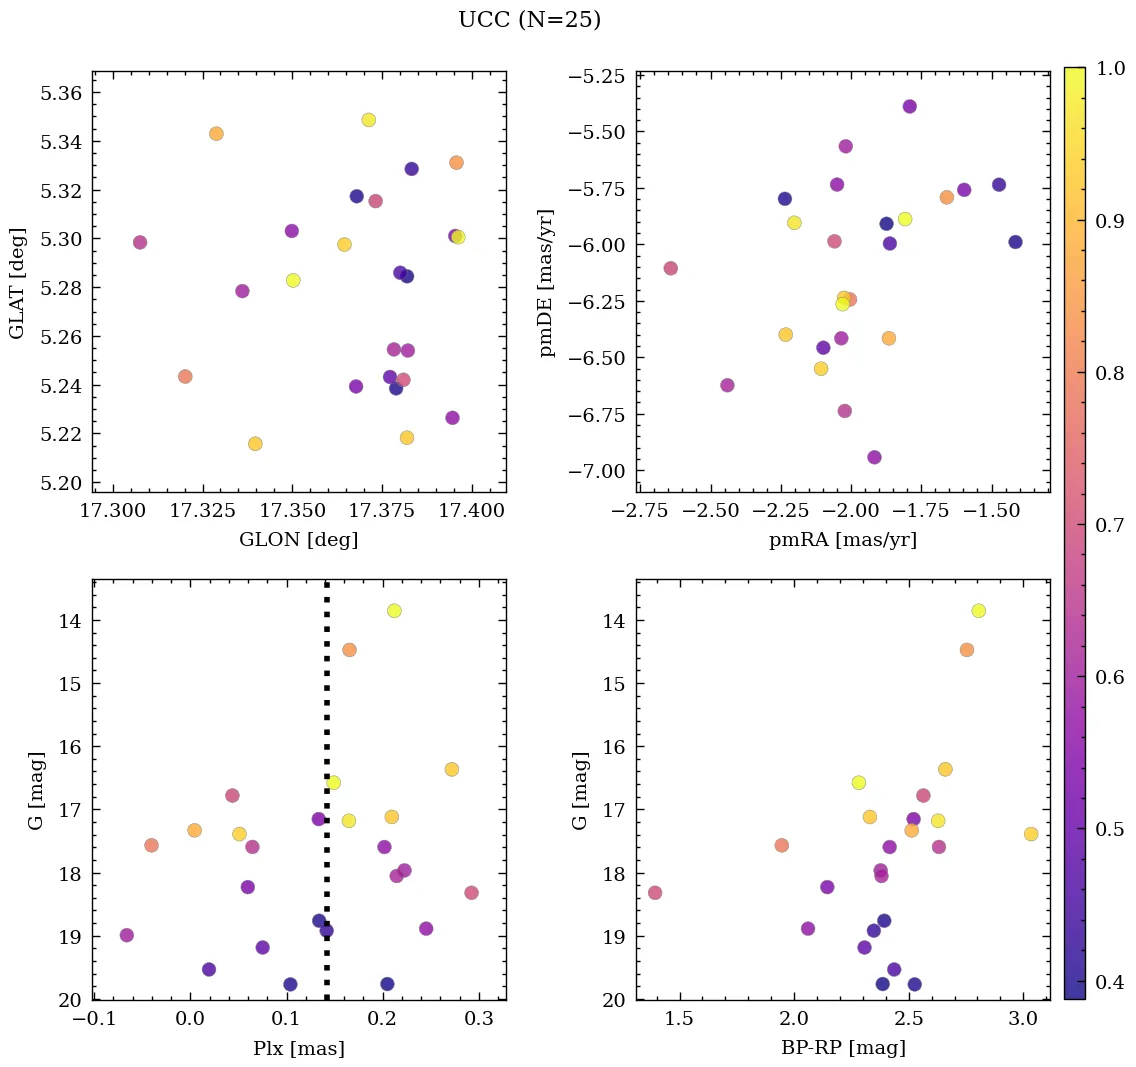 UCC (N=25)
5.36
5.34
5.32
5.30
5.28
5.26
5.24
5.22
5.20
GLAT [deg]
17.300 17.325 17.350 17.375 17.400
GLON [deg]
−5.25
−5.50
−5.75
−6.00
−6.25
−6.50
−6.75
−7.00
pmDE [mas/yr]
−2.75 −2.50 −2.25 −2.00 −1.75 −1.50
pmRA [mas/yr]
14
15
16
17
18
19
20
G [mag]
−0.1 0.0 0.1 0.2 0.3
Plx [mas]
14
15
16
17
18
19
20
G [mag]
1.5 2.0 2.5 3.0
BP-RP [mag]
1.0
0.9
0.8
0.7
0.6
0.5
0.4